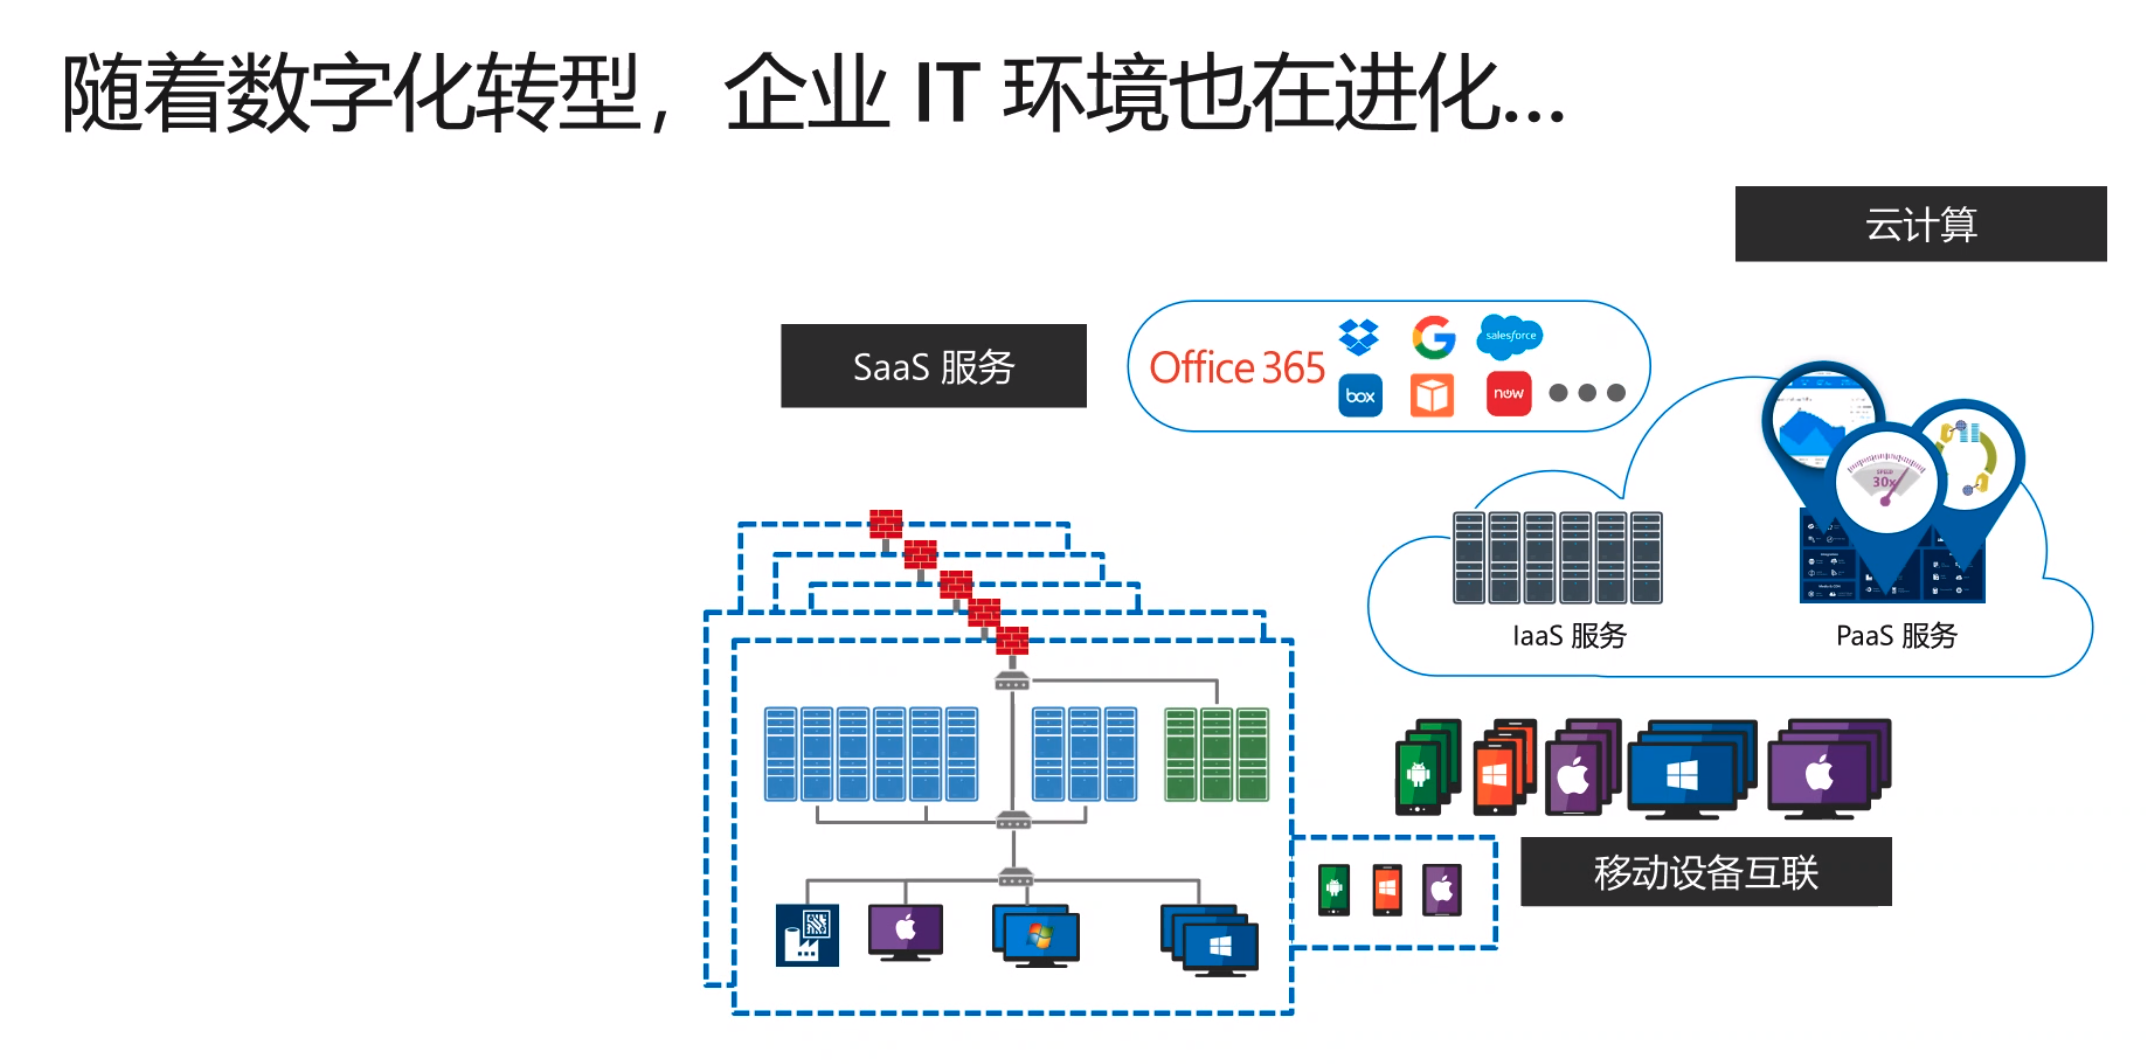 随着数字化转型，企业 IT 环境也在进化...
云计算
SaaS 服务
Office 365
salesforce
box
now
SPEED
30x
IaaS 服务
PaaS 服务
移动设备互联